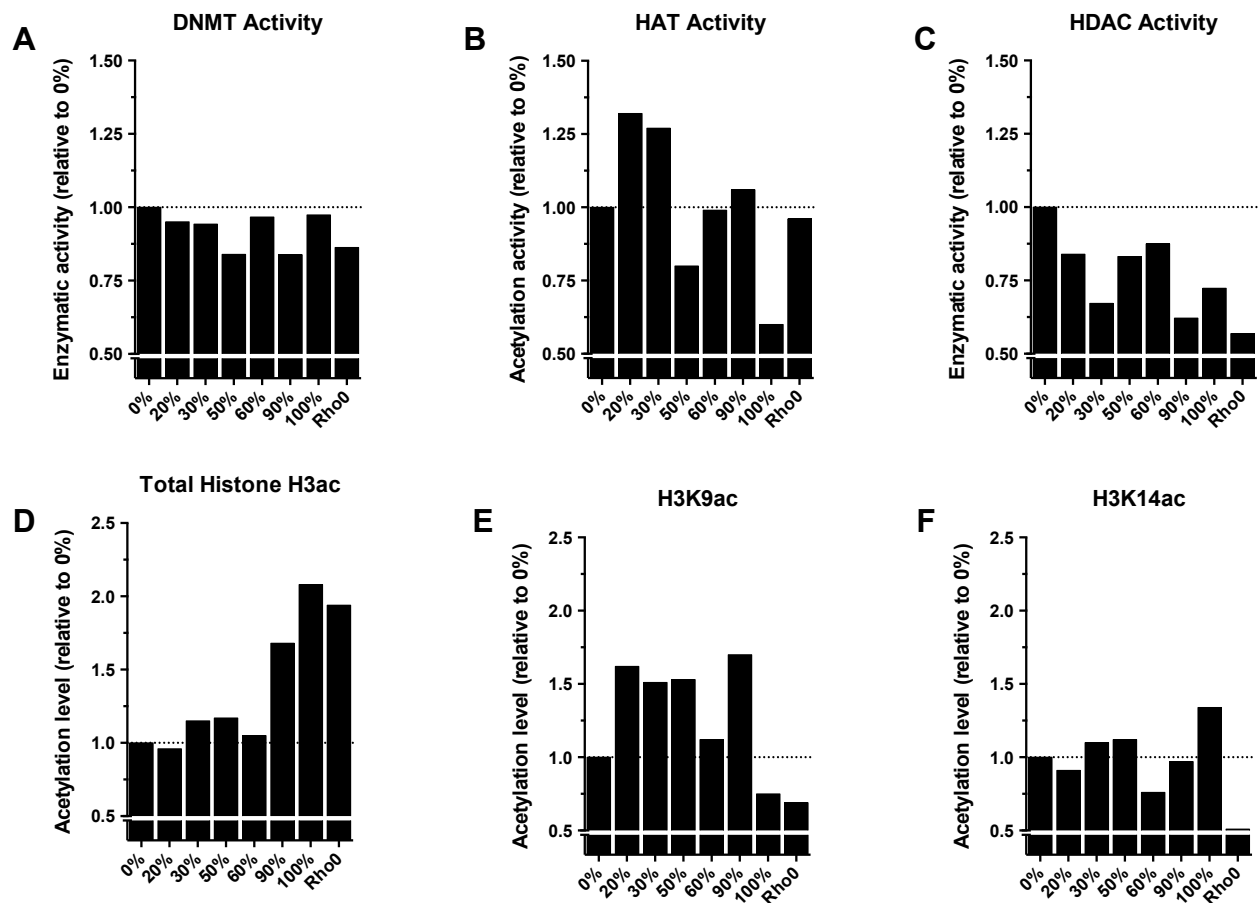 A
DNMT Activity
Enzymatic activity (relative to 0%)
1.50
1.25
1.00
0.75
0.50
0% 20% 30% 50% 60% 90% 100% Rho0
B
HAT Activity
Acetylation activity (relative to 0%)
1.50
1.25
1.00
0.75
0.50
0% 20% 30% 50% 60% 90% 100% Rho0
C
HDAC Activity
Enzymatic activity (relative to 0%)
1.50
1.25
1.00
0.75
0.50
0% 20% 30% 50% 60% 90% 100% Rho0
D
Total Histone H3ac
Acetylation level (relative to 0%)
2.5
2.0
1.5
1.0
0.5
0% 20% 30% 50% 60% 90% 100% Rho0
E
H3K9ac
Acetylation level (relative to 0%)
2.5
2.0
1.5
1.0
0.5
0% 20% 30% 50% 60% 90% 100% Rho0
F
H3K14ac
Acetylation level (relative to 0%)
2.5
2.0
1.5
1.0
0.5
0% 20% 30% 50% 60% 90% 100% Rho0